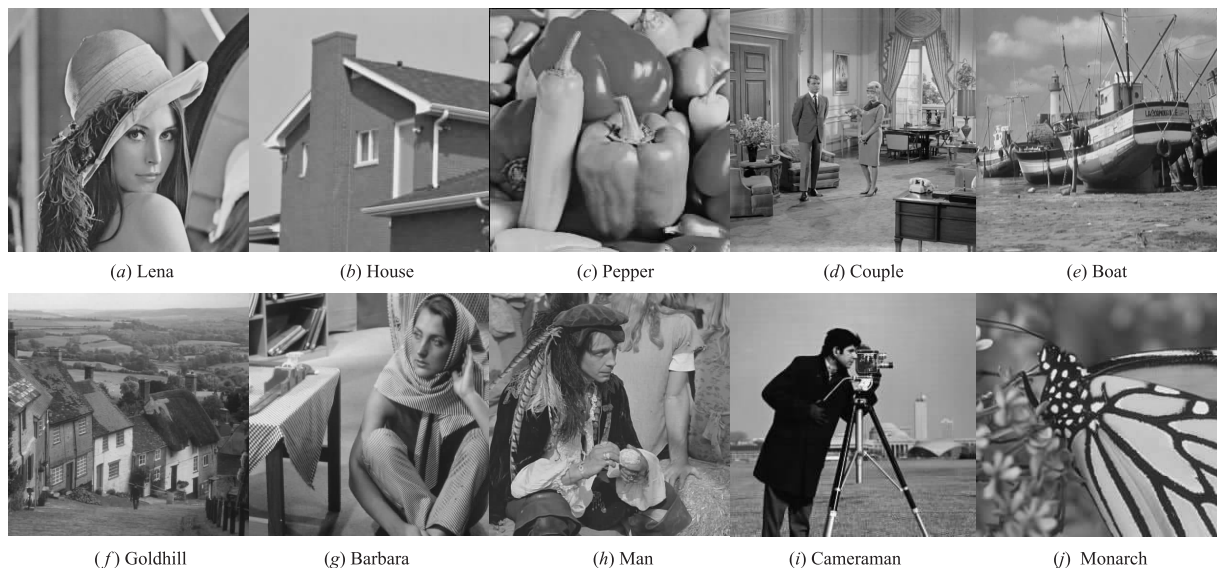 (a) Lena
(b) House
(c) Pepper
(d) Couple
(e) Boat
(f) Goldhill
(g) Barbara
(h) Man
(i) Cameraman
(j) Monarch